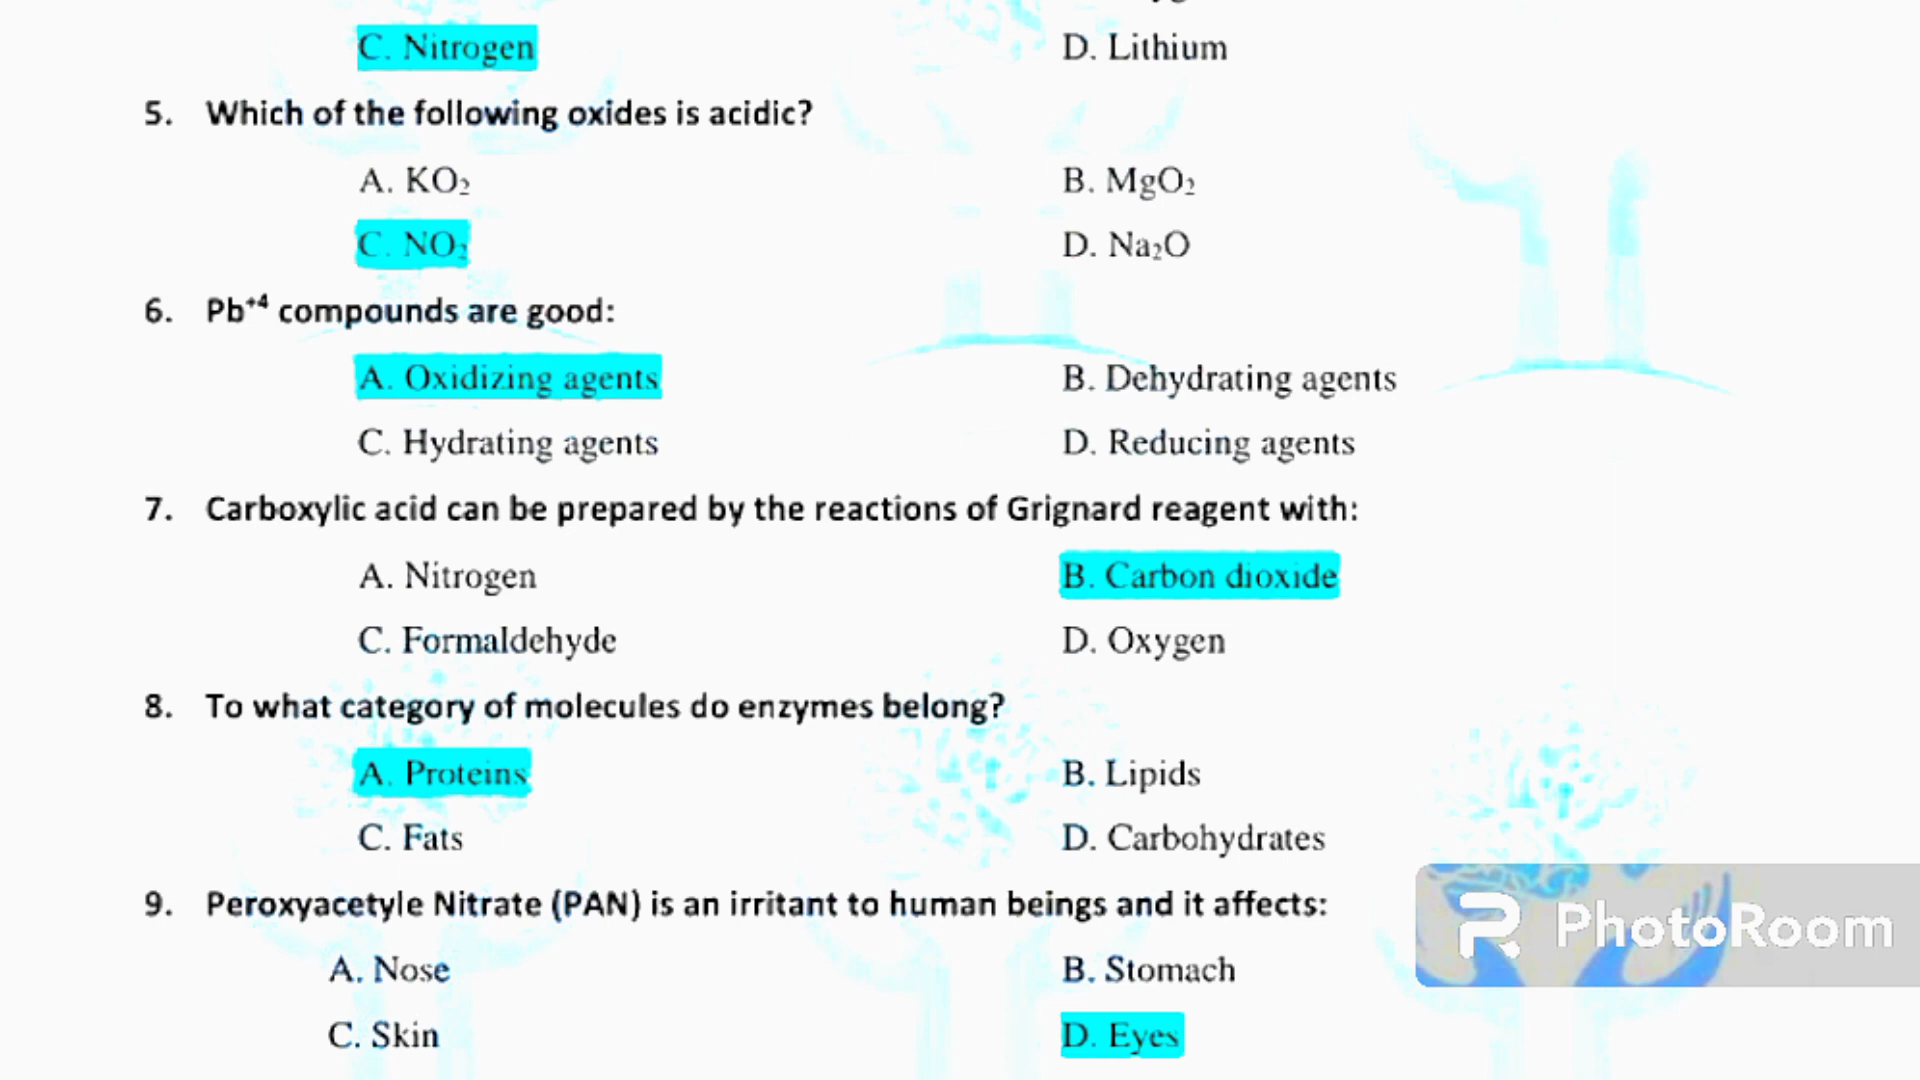 C. Nitrogen D. Lithium
5. Which of the following oxides is acidic?
A. KO₂ B. MgO₂
C. NO₂ D. Na₂O
6. Pb⁺⁴ compounds are good:
A. Oxidizing agents B. Dehydrating agents
C. Hydrating agents D. Reducing agents
7. Carboxylic acid can be prepared by the reactions of Grignard reagent with:
A. Nitrogen B. Carbon dioxide
C. Formaldehyde D. Oxygen
8. To what category of molecules do enzymes belong?
A. Proteins B. Lipids
C. Fats D. Carbohydrates
9. Peroxyacetyle Nitrate (PAN) is an irritant to human beings and it affects:
A. Nose B. Stomach
C. Skin D. Eyes
PhotoRoom